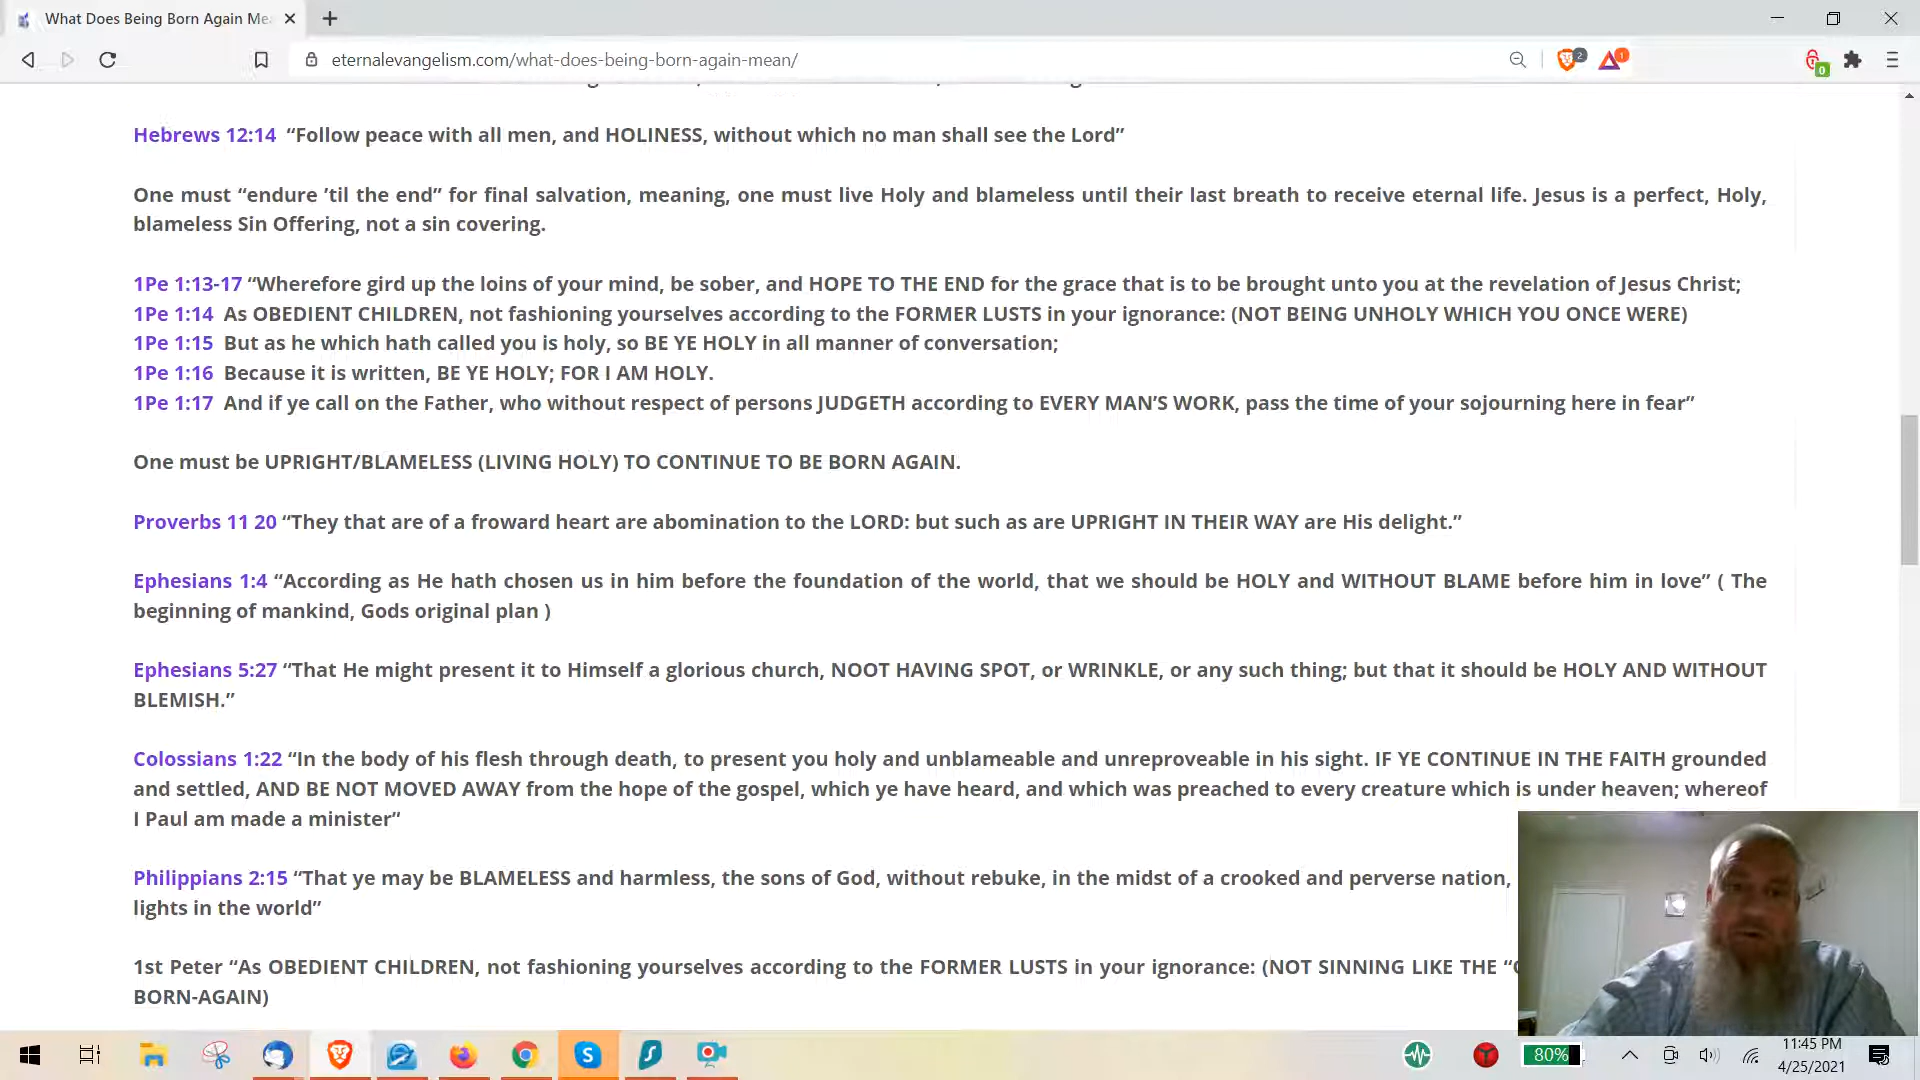 What Does Being Born Again Mea
eternalevangelism.com/what-does-being-born-again-mean/
2
1
0
Hebrews 12:14 “Follow peace with all men, and HOLINESS, without which no man shall see the Lord”
One must “endure ’til the end” for final salvation, meaning, one must live Holy and blameless until their last breath to receive eternal life. Jesus is a perfect, Holy,
blameless Sin Offering, not a sin covering.
1Pe 1:13-17 “Wherefore gird up the loins of your mind, be sober, and HOPE TO THE END for the grace that is to be brought unto you at the revelation of Jesus Christ;
1Pe 1:14 As OBEDIENT CHILDREN, not fashioning yourselves according to the FORMER LUSTS in your ignorance: (NOT BEING UNHOLY WHICH YOU ONCE WERE)
1Pe 1:15 But as he which hath called you is holy, so BE YE HOLY in all manner of conversation;
1Pe 1:16 Because it is written, BE YE HOLY; FOR I AM HOLY.
1Pe 1:17 And if ye call on the Father, who without respect of persons JUDGETH according to EVERY MAN’S WORK, pass the time of your sojourning here in fear”
One must be UPRIGHT/BLAMELESS (LIVING HOLY) TO CONTINUE TO BE BORN AGAIN.
Proverbs 11 20 “They that are of a froward heart are abomination to the LORD: but such as are UPRIGHT IN THEIR WAY are His delight.”
Ephesians 1:4 “According as He hath chosen us in him before the foundation of the world, that we should be HOLY and WITHOUT BLAME before him in love” ( The
beginning of mankind, Gods original plan )
Ephesians 5:27 “That He might present it to Himself a glorious church, NOOT HAVING SPOT, or WRINKLE, or any such thing; but that it should be HOLY AND WITHOUT
BLEMISH.”
Colossians 1:22 “In the body of his flesh through death, to present you holy and unblameable and unreproveable in his sight. IF YE CONTINUE IN THE FAITH grounded
and settled, AND BE NOT MOVED AWAY from the hope of the gospel, which ye have heard, and which was preached to every creature which is under heaven; whereof
I Paul am made a minister”
Philippians 2:15 “That ye may be BLAMELESS and harmless, the sons of God, without rebuke, in the midst of a crooked and perverse nation,
lights in the world”
1st Peter “As OBEDIENT CHILDREN, not fashioning yourselves according to the FORMER LUSTS in your ignorance: (NOT SINNING LIKE THE “
BORN-AGAIN)
80%
11:45 PM
4/25/2021